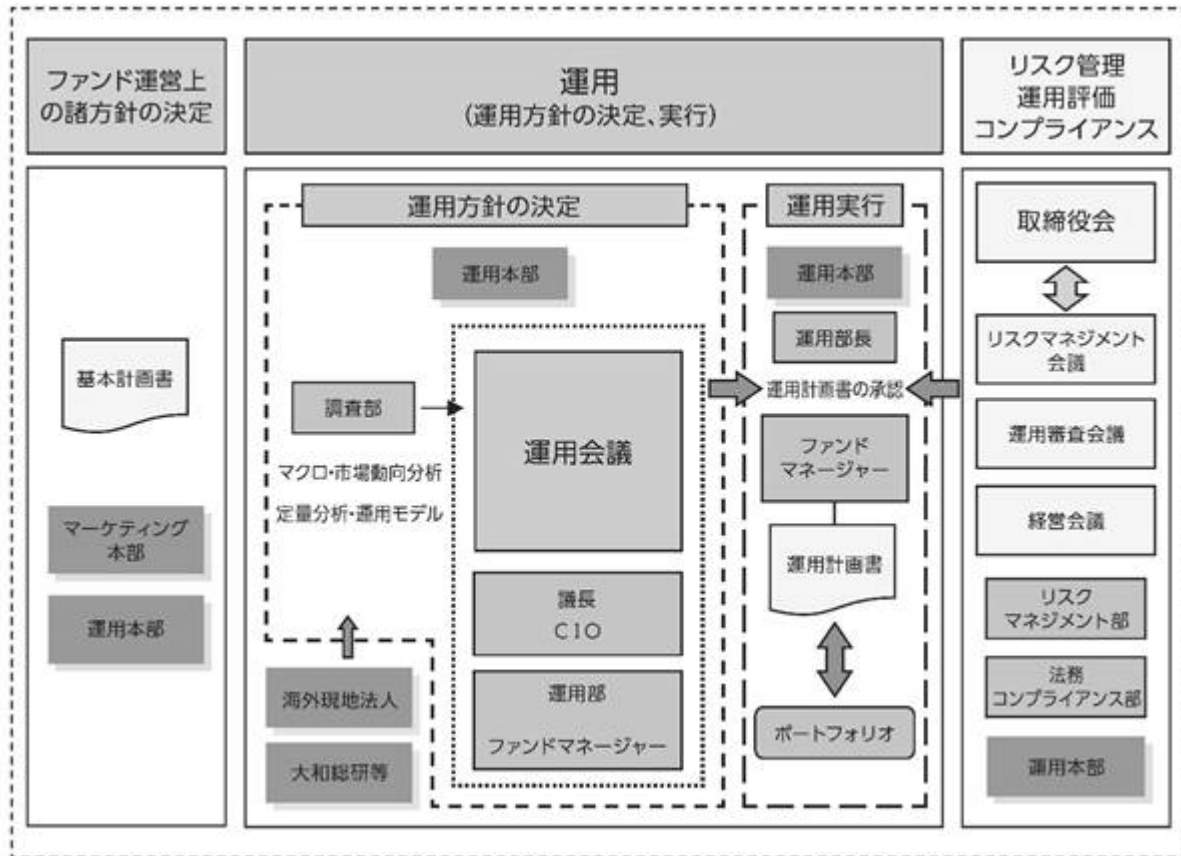 ファンド運営上
の諸方針の決定
運用
(運用方針の決定、実行)
リスク管理
運用評価
コンプライアンス
基本計画書
マーケティング
本部
運用本部
運用方針の決定
運用本部
調査部
マクロ・市場動向分析
定量分析・運用モデル
海外現地法人
大和総研等
運用会議
議長
CIO
運用部
ファンドマネージャー
運用実行
運用本部
運用部長
運用計画書の承認
ファンド
マネージャー
運用計画書
ポートフォリオ
取締役会
リスクマネジメント
会議
運用審査会議
経営会議
リスク
マネジメント部
法務
コンプライアンス部
運用本部